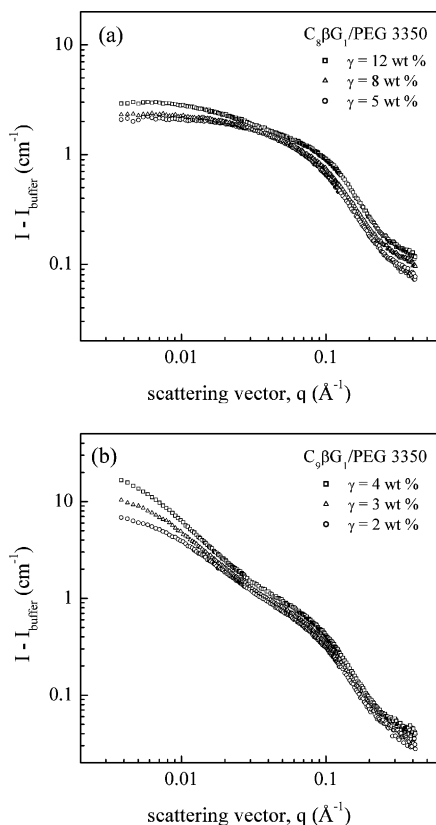 (a)
C₈βG₁/PEG 3350
γ = 12 wt %
γ = 8 wt %
γ = 5 wt %
10
1
0.1
I - I_buffer (cm⁻¹)
0.01
0.1
scattering vector, q (Å⁻¹)
(b)
C₉βG₁/PEG 3350
γ = 4 wt %
γ = 3 wt %
γ = 2 wt %
10
1
0.1
I - I_buffer (cm⁻¹)
0.01
0.1
scattering vector, q (Å⁻¹)